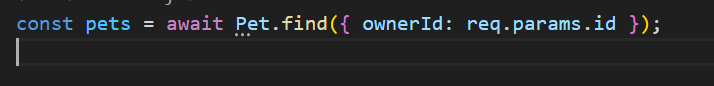 const pets = await Pet.find({ ownerId: req.params.id });